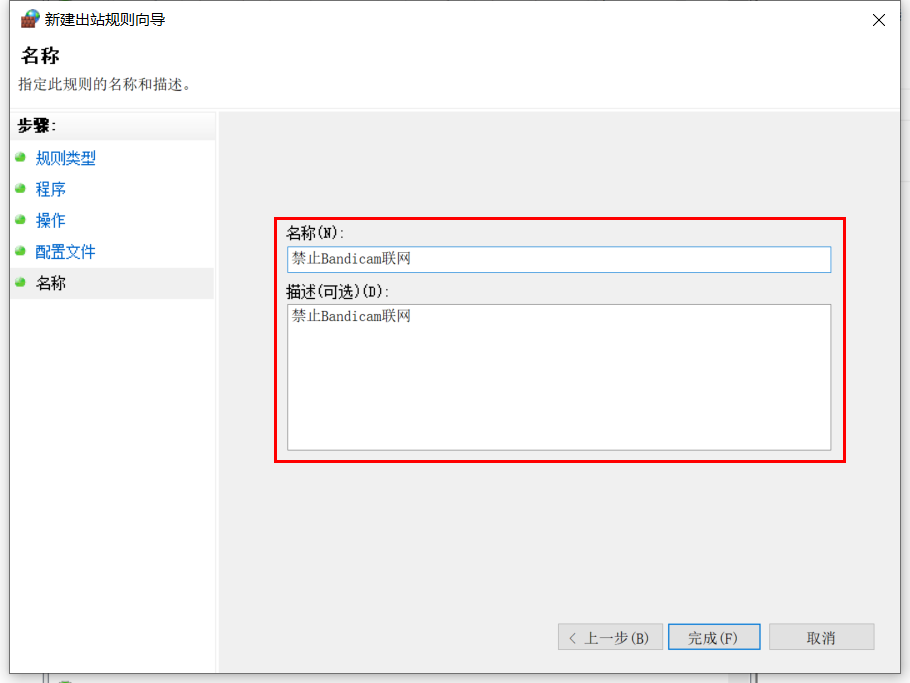 新建出站规则向导
名称
指定此规则的名称和描述。
步骤:
规则类型
程序
操作
配置文件
名称
名称(N):
禁止Bandicam联网
描述(可选)(D):
禁止Bandicam联网
< 上一步(B)
完成(F)
取消